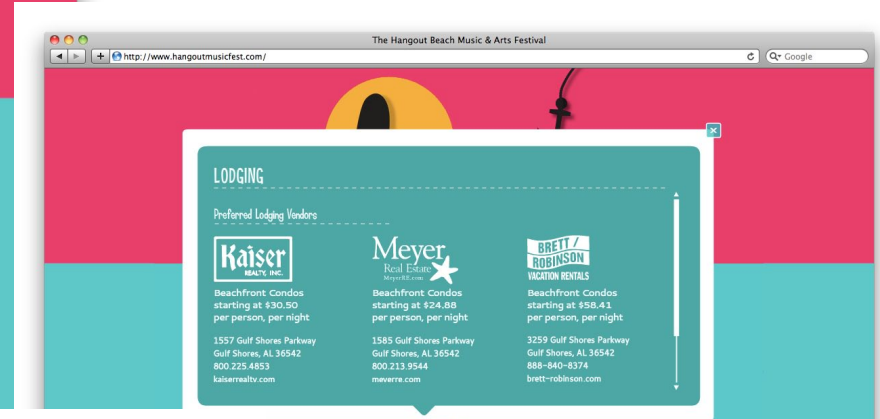 The Hangout Beach Music & Arts Festival
http://www.hangoutmusicfest.com/
Google
LODGING
Preferred Lodging Vendors
Kaiser
REALTY, INC.
Beachfront Condos
starting at $30.50
per person, per night
1557 Gulf Shores Parkway
Gulf Shores, AL 36542
800.225.4853
kaiserrealty.com
Meyer
Real Estate
MeyerRE.com
Beachfront Condos
starting at $24.88
per person, per night
1585 Gulf Shores Parkway
Gulf Shores, AL 36542
800.213.9544
meyerre.com
BRETT /
ROBINSON
VACATION RENTALS
Beachfront Condos
starting at $58.41
per person, per night
3259 Gulf Shores Parkway
Gulf Shores, AL 36542
888-840-8374
brett-robinson.com